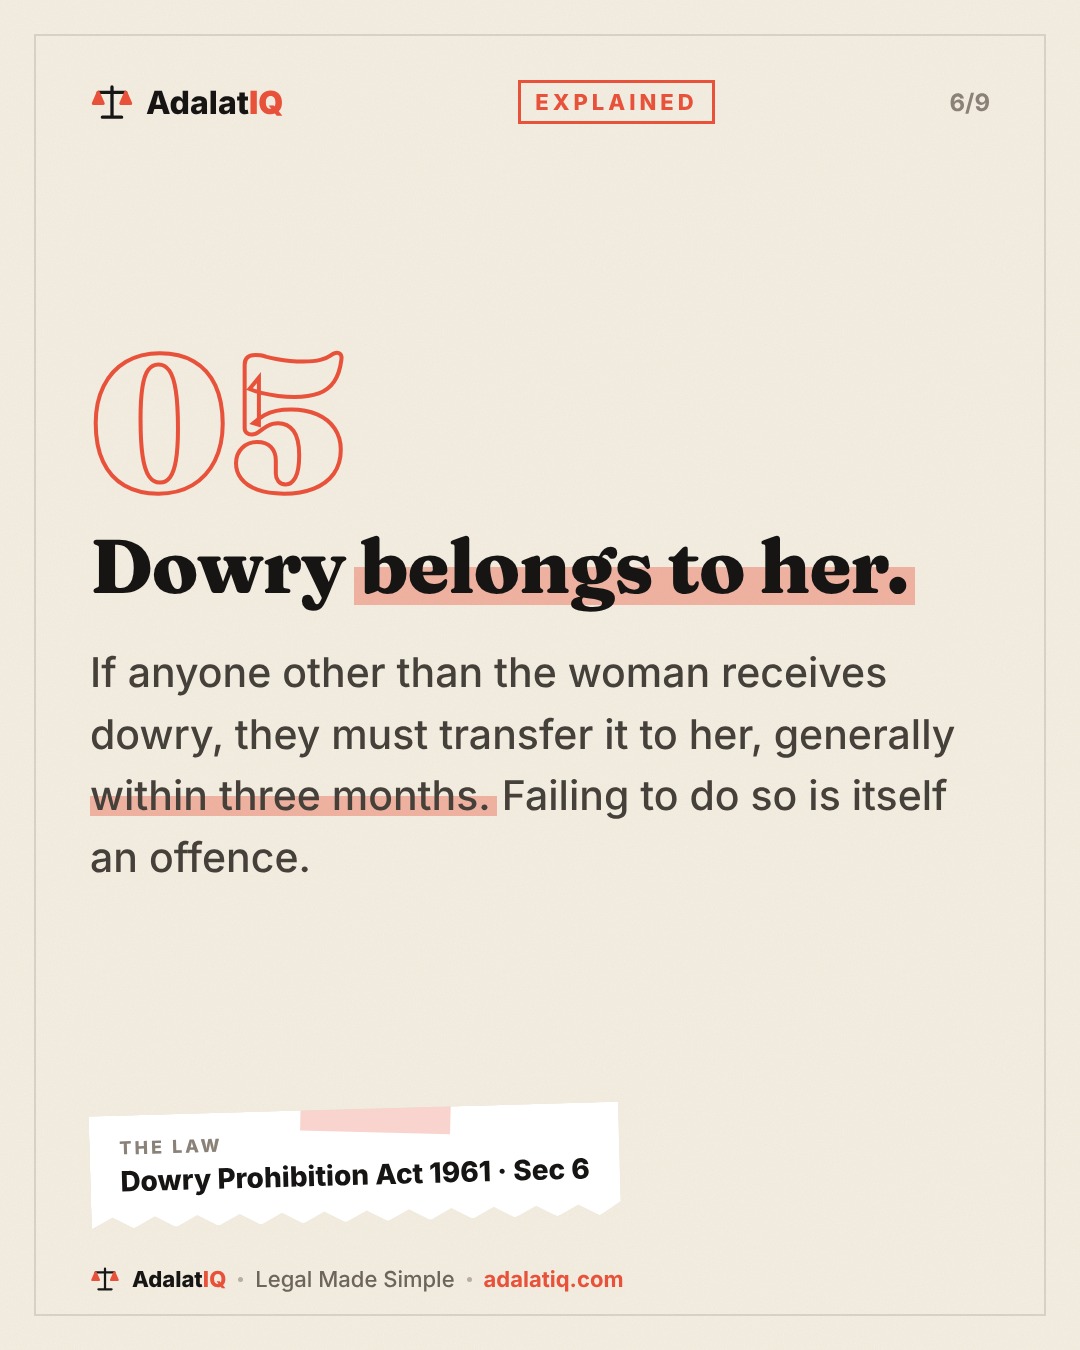 AdalatIQ
EXPLAINED
6/9
05
Dowry belongs to her.
If anyone other than the woman receives
dowry, they must transfer it to her, generally
within three months. Failing to do so is itself
an offence.
THE LAW
Dowry Prohibition Act 1961 · Sec 6
AdalatIQ • Legal Made Simple • adalatiq.com